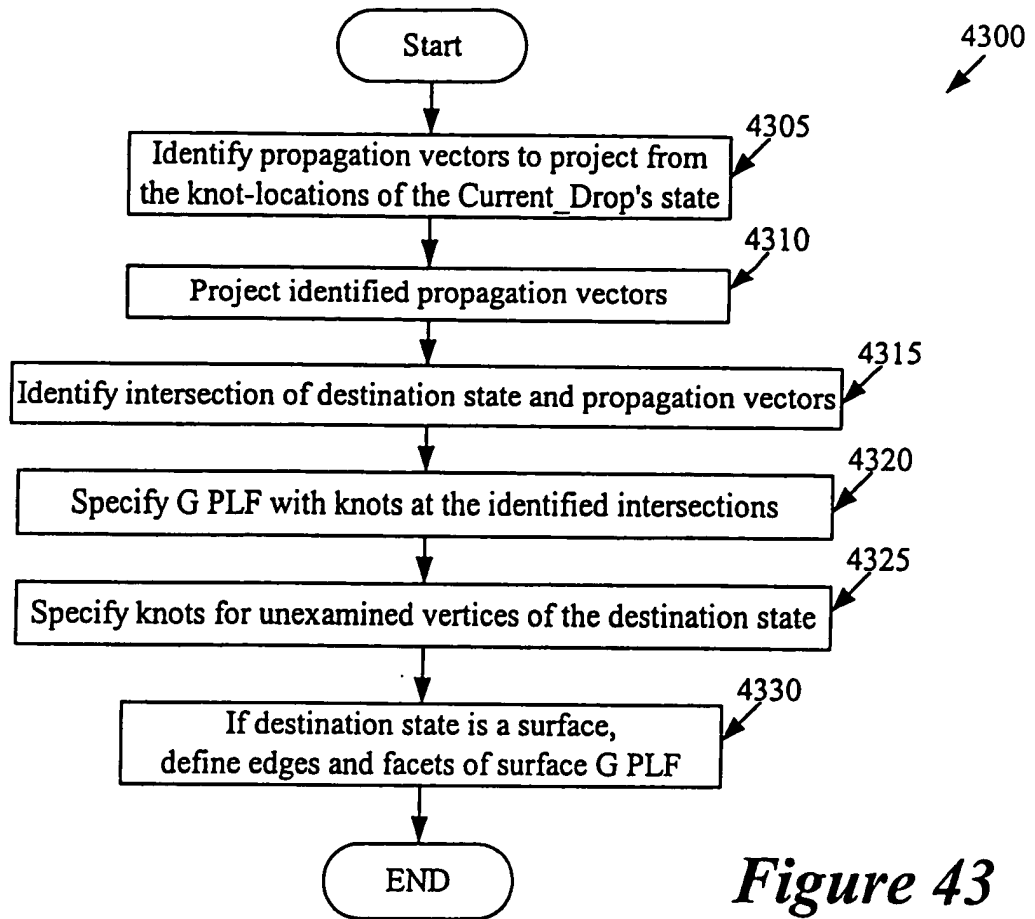 Start
4300
4305
Identify propagation vectors to project from
the knot-locations of the Current_Drop's state
4310
Project identified propagation vectors
4315
Identify intersection of destination state and propagation vectors
4320
Specify G PLF with knots at the identified intersections
4325
Specify knots for unexamined vertices of the destination state
4330
If destination state is a surface,
define edges and facets of surface G PLF
END
Figure 43